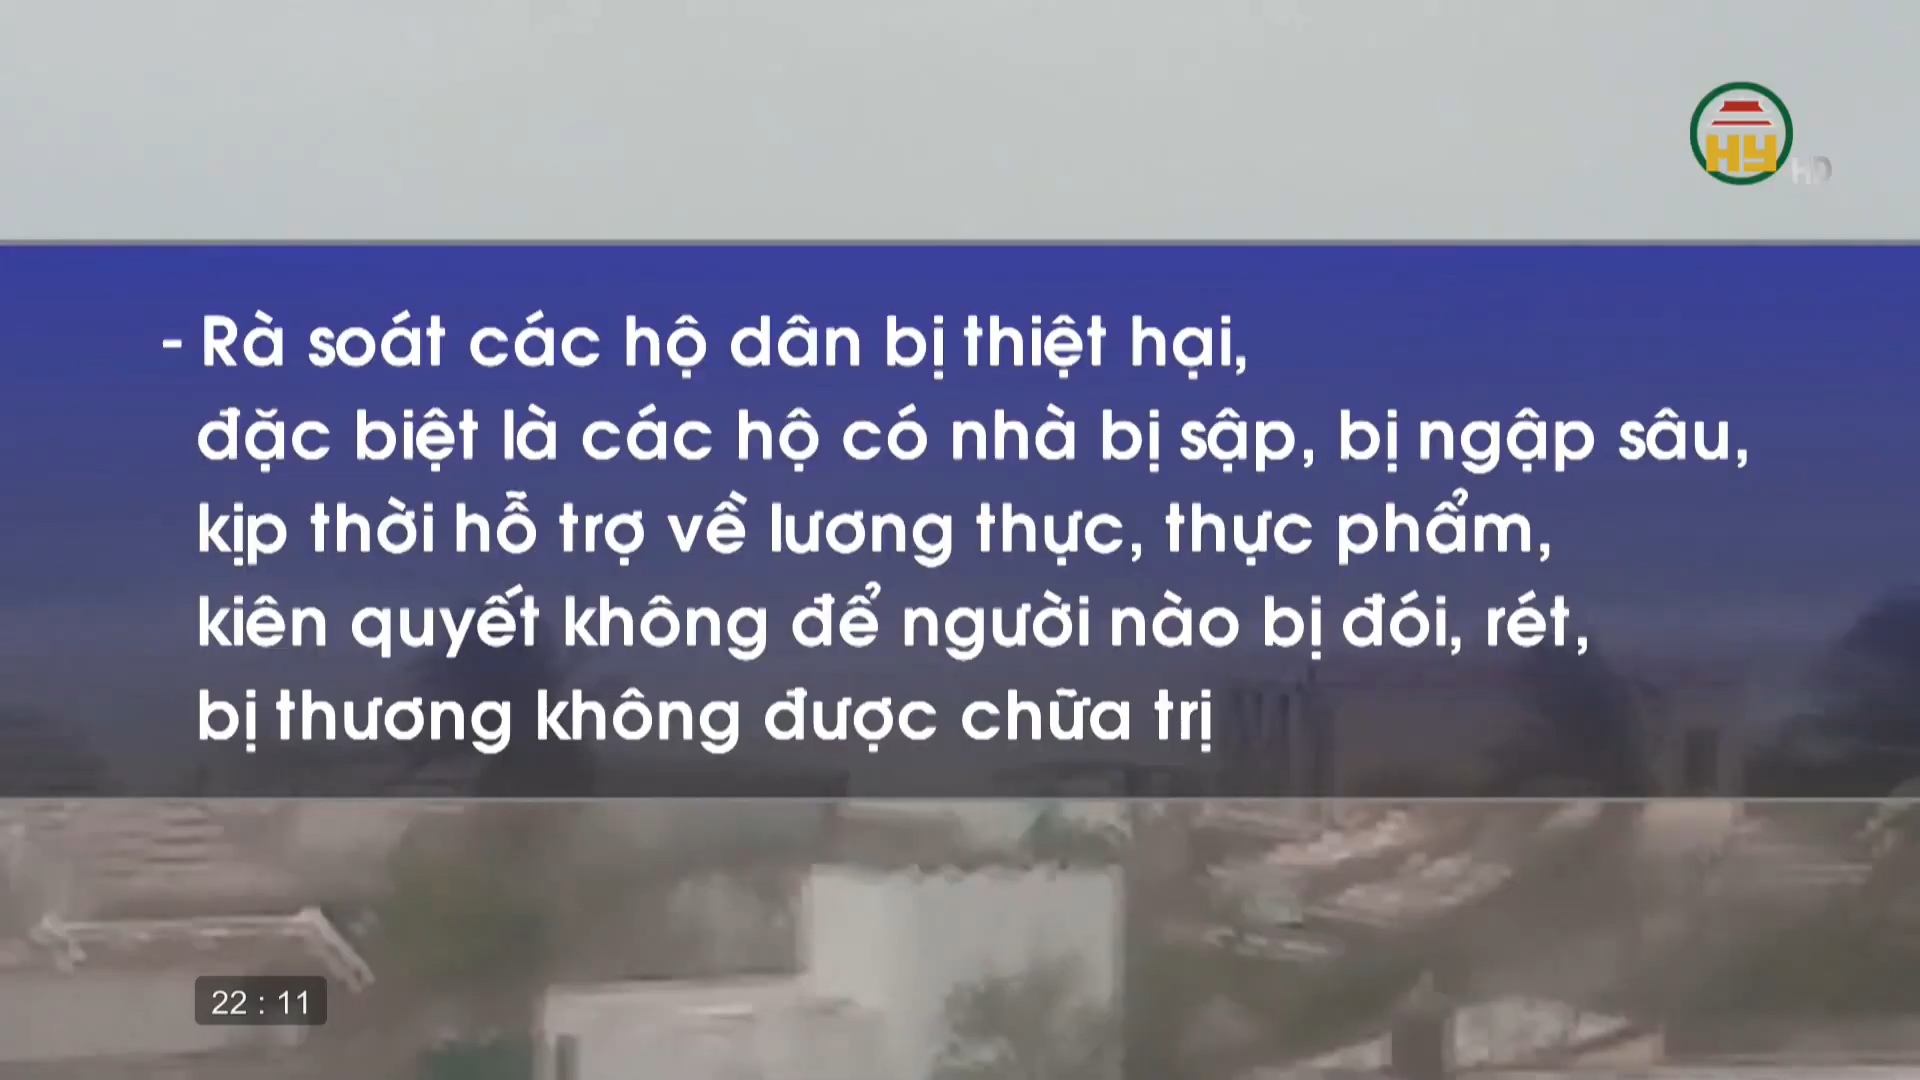 HY HD
- Rà soát các hộ dân bị thiệt hại,
đặc biệt là các hộ có nhà bị sập, bị ngập sâu,
kịp thời hỗ trợ về lương thực, thực phẩm,
kiên quyết không để người nào bị đói, rét,
bị thương không được chữa trị
22 : 11